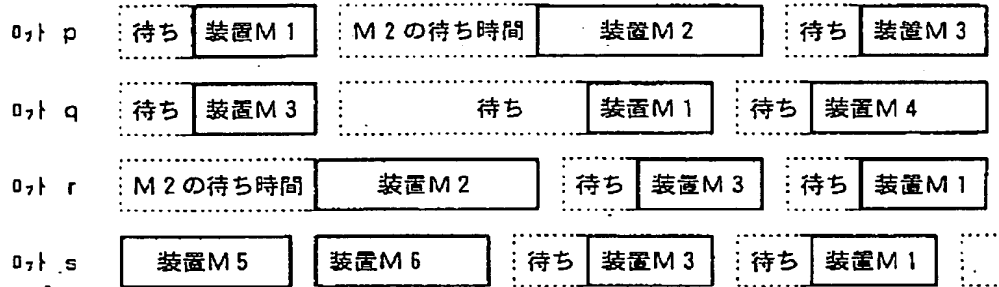 ロット p 待ち 装置M1 M2の待ち時間 装置M2 待ち 装置M3
ロット q 待ち 装置M3 待ち 装置M1 待ち 装置M4
ロット r M2の待ち時間 装置M2 待ち 装置M3 待ち 装置M1
ロット s 装置M5 装置M6 待ち 装置M3 待ち 装置M1